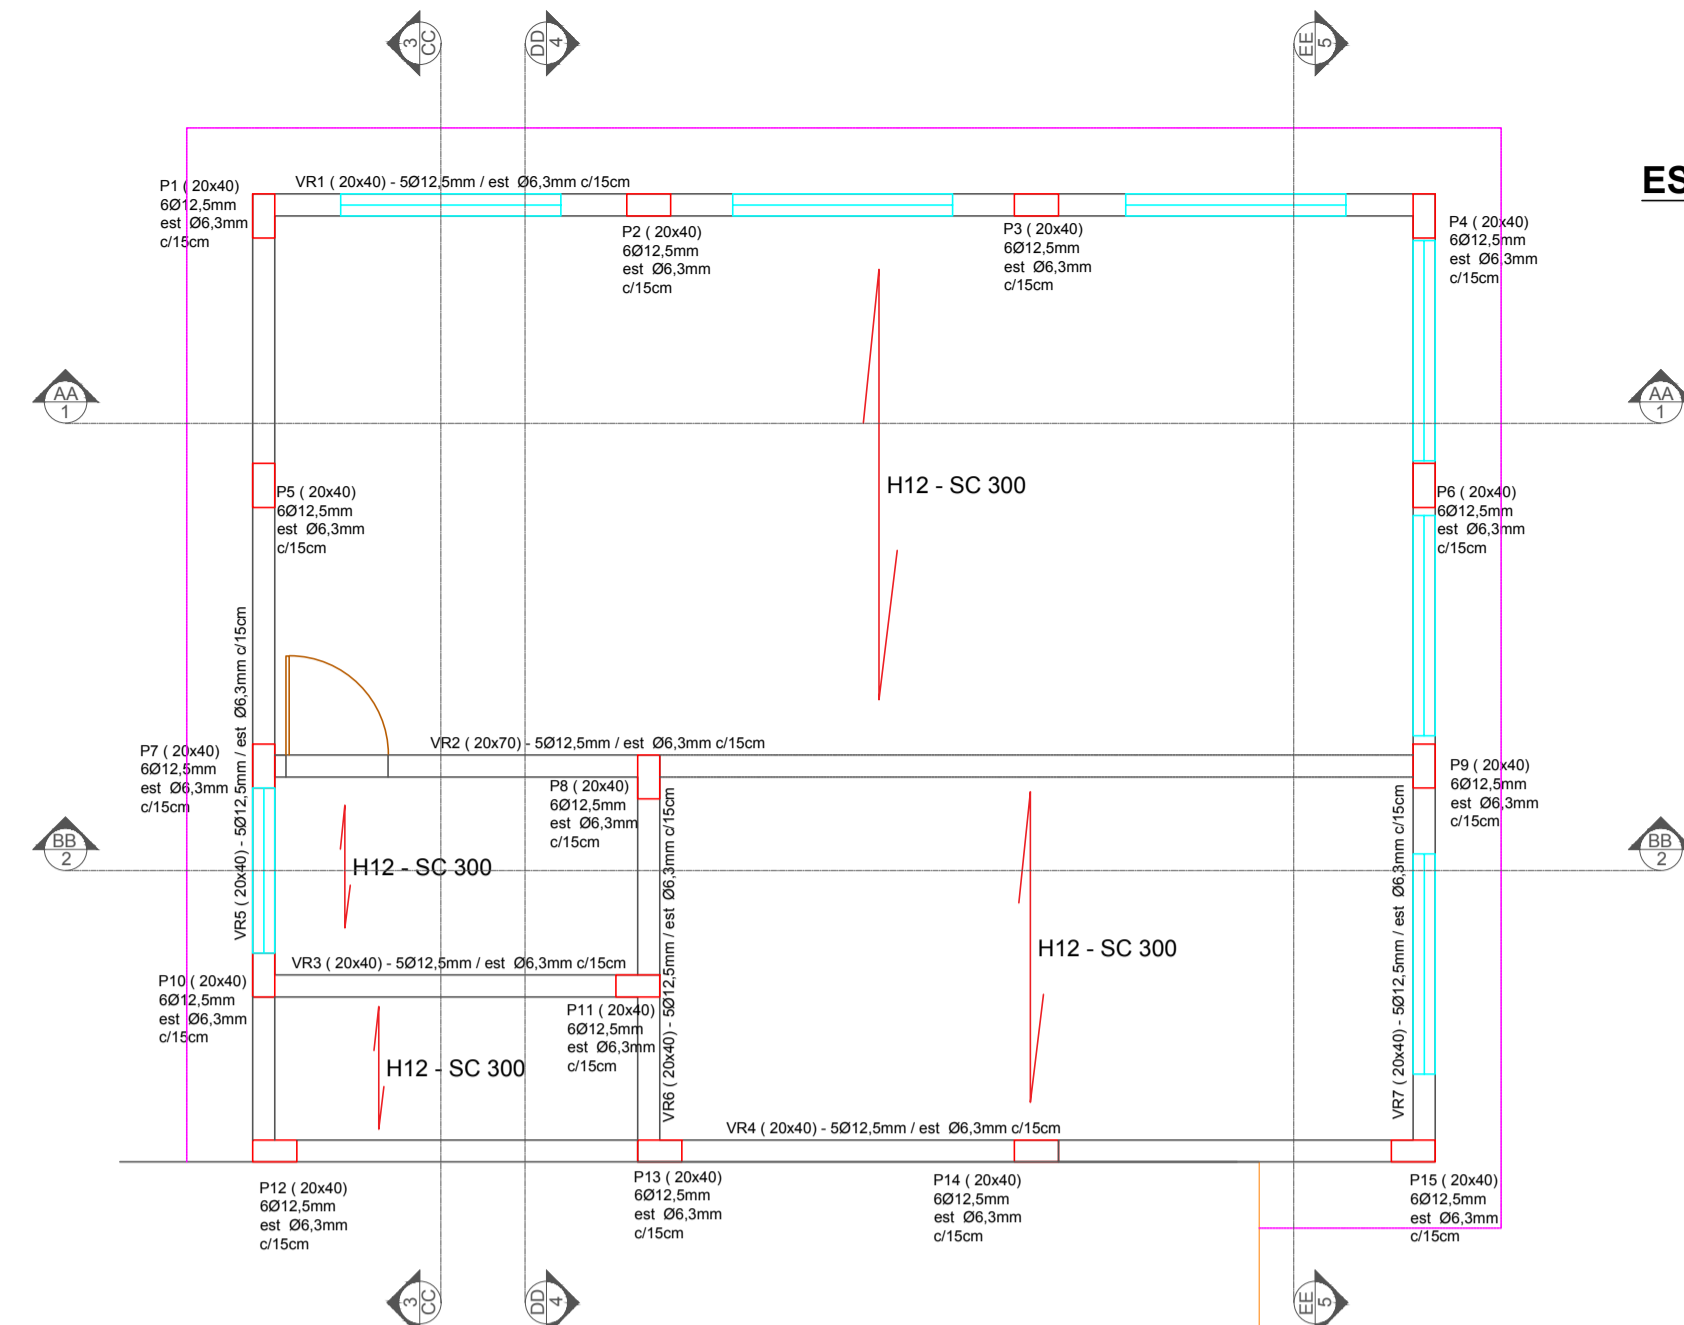 3
CC
DD
4
EE
5
ES
VR1 ( 20x40) - 5Ø12,5mm / est Ø6,3mm c/15cm
P1 ( 20x40)
6Ø12,5mm
est Ø6,3mm
c/15cm
P2 ( 20x40)
6Ø12,5mm
est Ø6,3mm
c/15cm
P3 ( 20x40)
6Ø12,5mm
est Ø6,3mm
c/15cm
P4 ( 20x40)
6Ø12,5mm
est Ø6,3mm
c/15cm
AA
1
AA
1
H12 - SC 300
P5 ( 20x40)
6Ø12,5mm
est Ø6,3mm
c/15cm
P6 ( 20x40)
6Ø12,5mm
est Ø6,3mm
c/15cm
VR5 ( 20x40) - 5Ø12,5mm / est Ø6,3mm c/15cm
VR2 ( 20x70) - 5Ø12,5mm / est Ø6,3mm c/15cm
P7 ( 20x40)
6Ø12,5mm
est Ø6,3mm
c/15cm
P8 ( 20x40)
6Ø12,5mm
est Ø6,3mm
c/15cm
P9 ( 20x40)
6Ø12,5mm
est Ø6,3mm
c/15cm
BB
2
BB
2
H12 - SC 300
VR6 ( 20x40) - 5Ø12,5mm / est Ø6,3mm c/15cm
H12 - SC 300
VR7 ( 20x40) - 5Ø12,5mm / est Ø6,3mm c/15cm
VR3 ( 20x40) - 5Ø12,5mm / est Ø6,3mm c/15cm
P10 ( 20x40)
6Ø12,5mm
est Ø6,3mm
c/15cm
P11 ( 20x40)
6Ø12,5mm
est Ø6,3mm
c/15cm
H12 - SC 300
VR4 ( 20x40) - 5Ø12,5mm / est Ø6,3mm c/15cm
P12 ( 20x40)
6Ø12,5mm
est Ø6,3mm
c/15cm
P13 ( 20x40)
6Ø12,5mm
est Ø6,3mm
c/15cm
P14 ( 20x40)
6Ø12,5mm
est Ø6,3mm
c/15cm
P15 ( 20x40)
6Ø12,5mm
est Ø6,3mm
c/15cm
3
CC
DD
4
EE
5